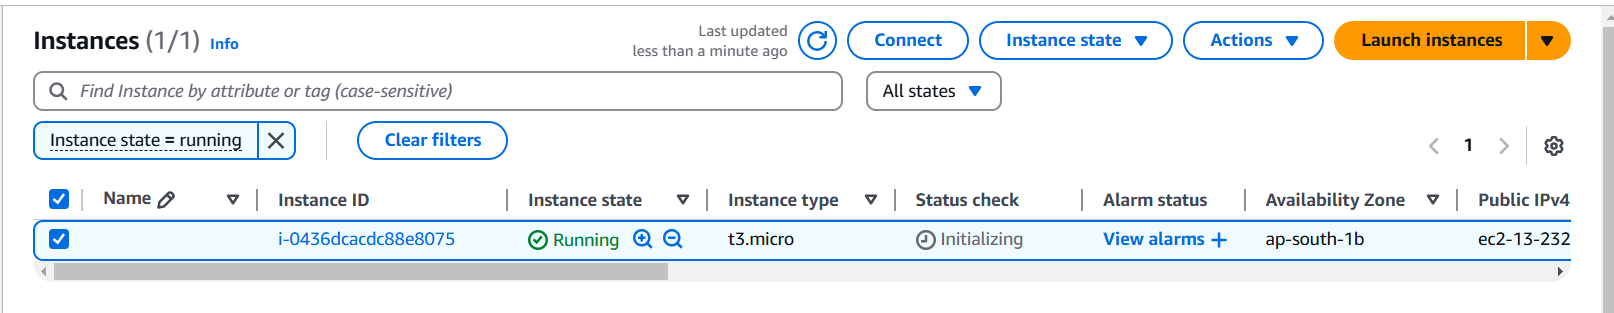 Instances (1/1) Info
Last updated
less than a minute ago
Connect
Instance state
Actions
Launch instances
Find Instance by attribute or tag (case-sensitive)
All states
Instance state = running
Clear filters
1
Name Instance ID Instance state Instance type Status check Alarm status Availability Zone Public IPv4
i-0436dcacdc88e8075 Running t3.micro Initializing View alarms + ap-south-1b ec2-13-232